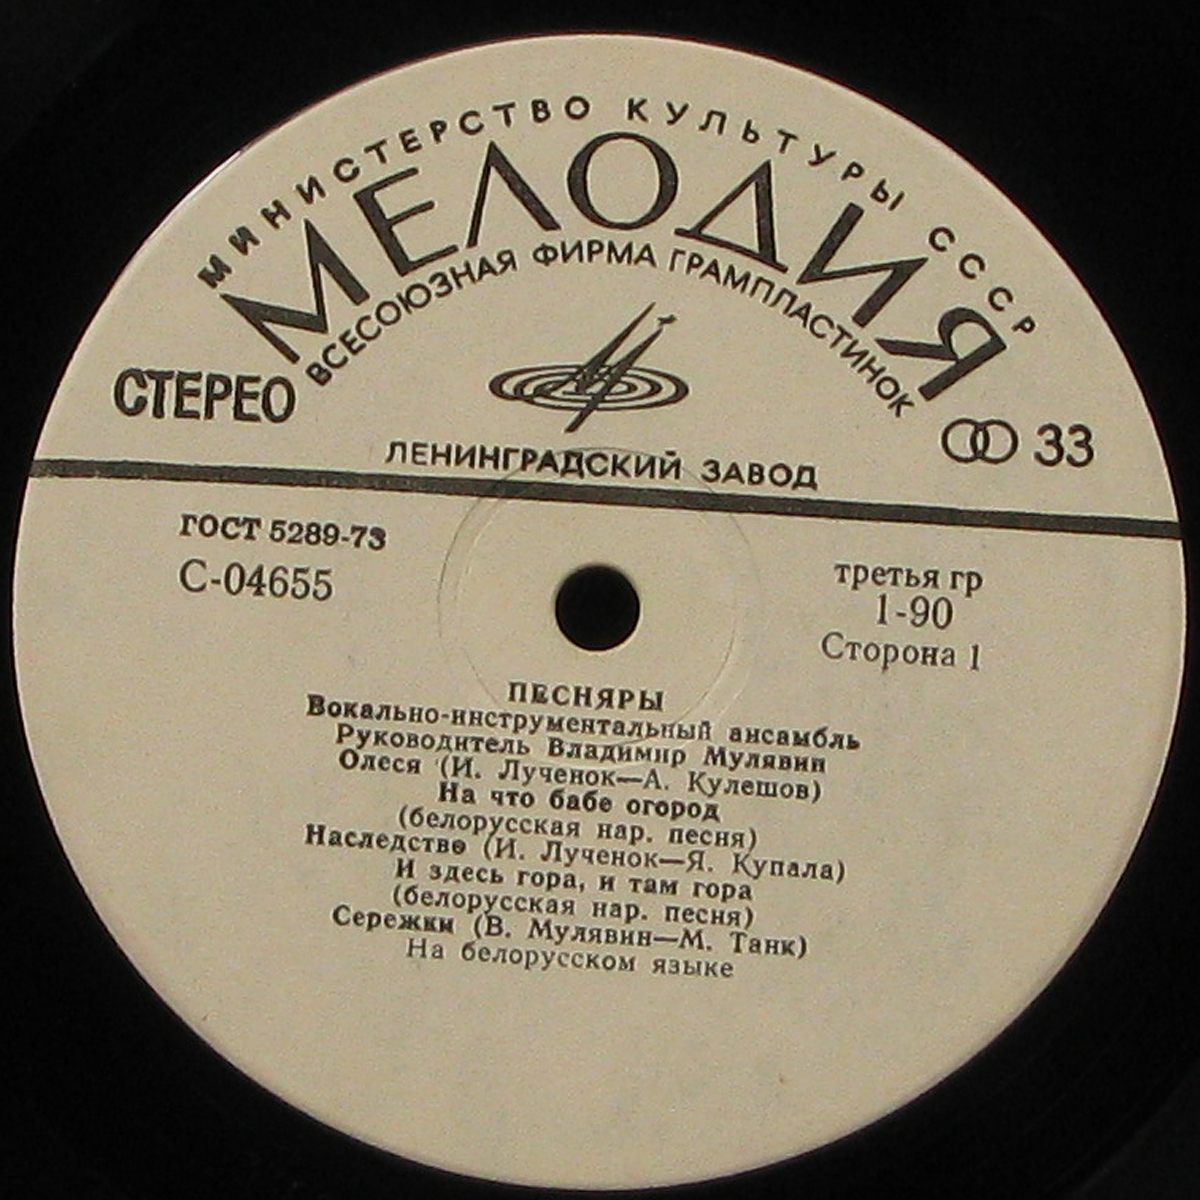 МИНИСТЕРСТВО КУЛЬТУРЫ СССР
МЕЛОДИЯ
ВСЕСОЮЗНАЯ ФИРМА ГРАМПЛАСТИНОК
СТЕРЕО
33
ЛЕНИНГРАДСКИЙ ЗАВОД
ГОСТ 5289-73
С-04655
третья гр
1-90
Сторона 1
ПЕСНЯРЫ
Вокально-инструментальный ансамбль
Руководитель Владимир Мулявин
Олеся (И. Лученок—А. Кулешов)
На что бабе огород
(белорусская нар. песня)
Наследство (И. Лученок—Я. Купала)
И здесь гора, и там гора
(белорусская нар. песня)
Сережки (В. Мулявин—М. Танк)
На белорусском языке